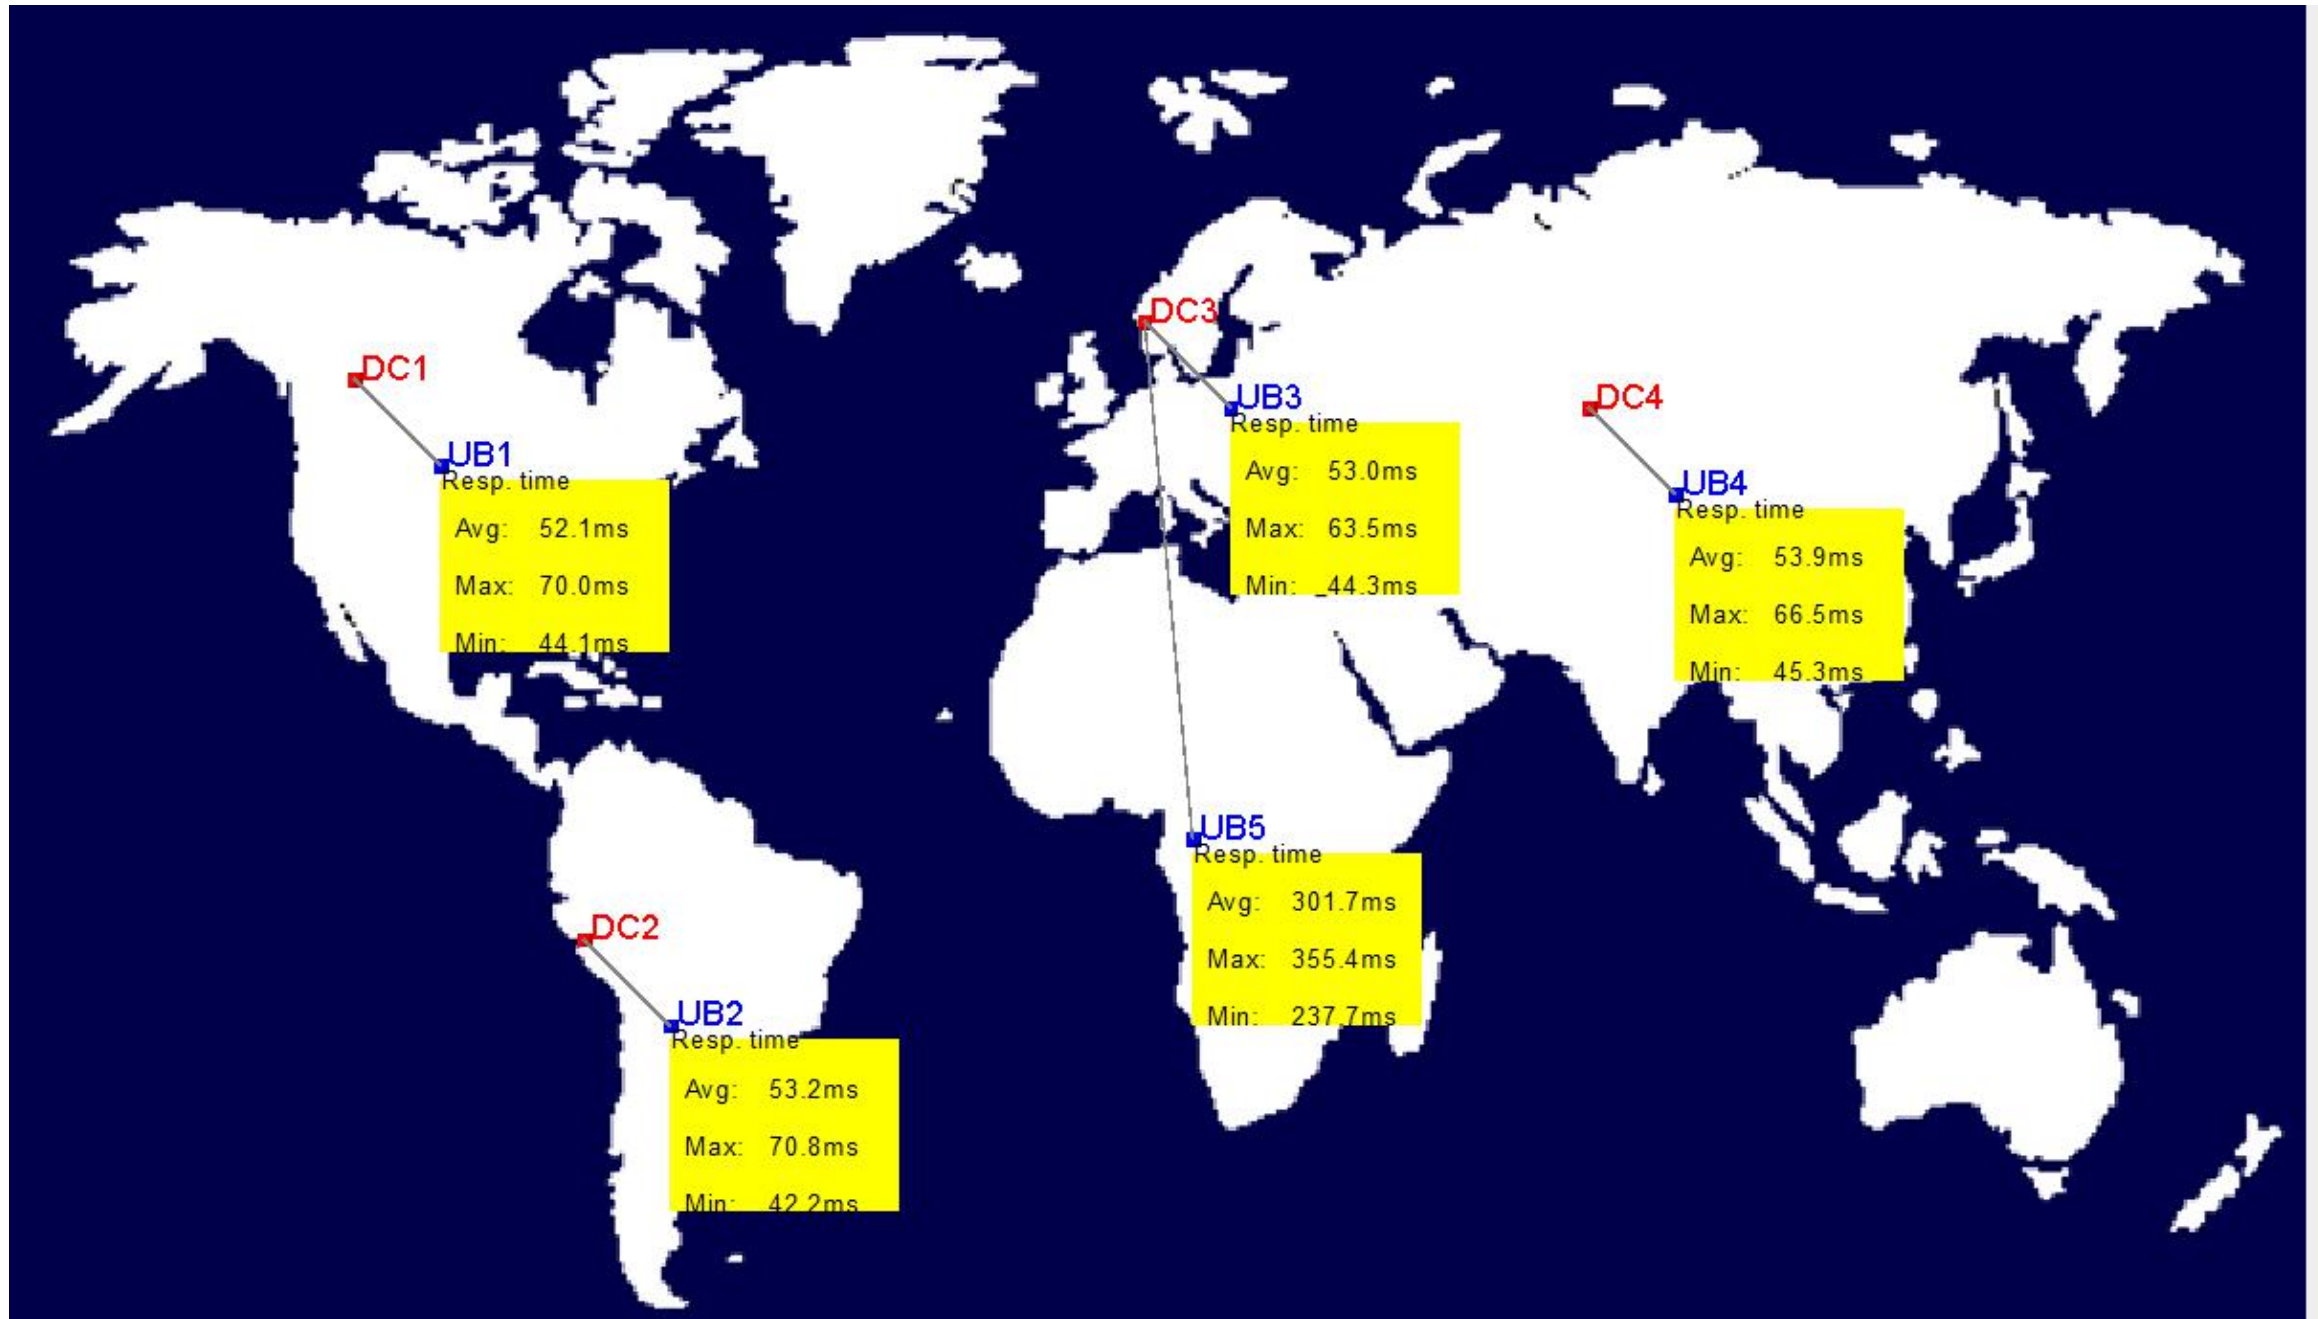 DC3
DC1
UB3
Resp. time
Avg: 53.0ms
Max: 63.5ms
Min: _44.3ms
DC4
UB1
Resp. time
Avg: 52.1ms
Max: 70.0ms
Min: 44.1ms
UB4
Resp. time
Avg: 53.9ms
Max: 66.5ms
Min: 45.3ms
UB5
Resp. time
Avg: 301.7ms
Max: 355.4ms
Min: 237.7ms
DC2
UB2
Resp. time
Avg: 53.2ms
Max: 70.8ms
Min: 42.2ms